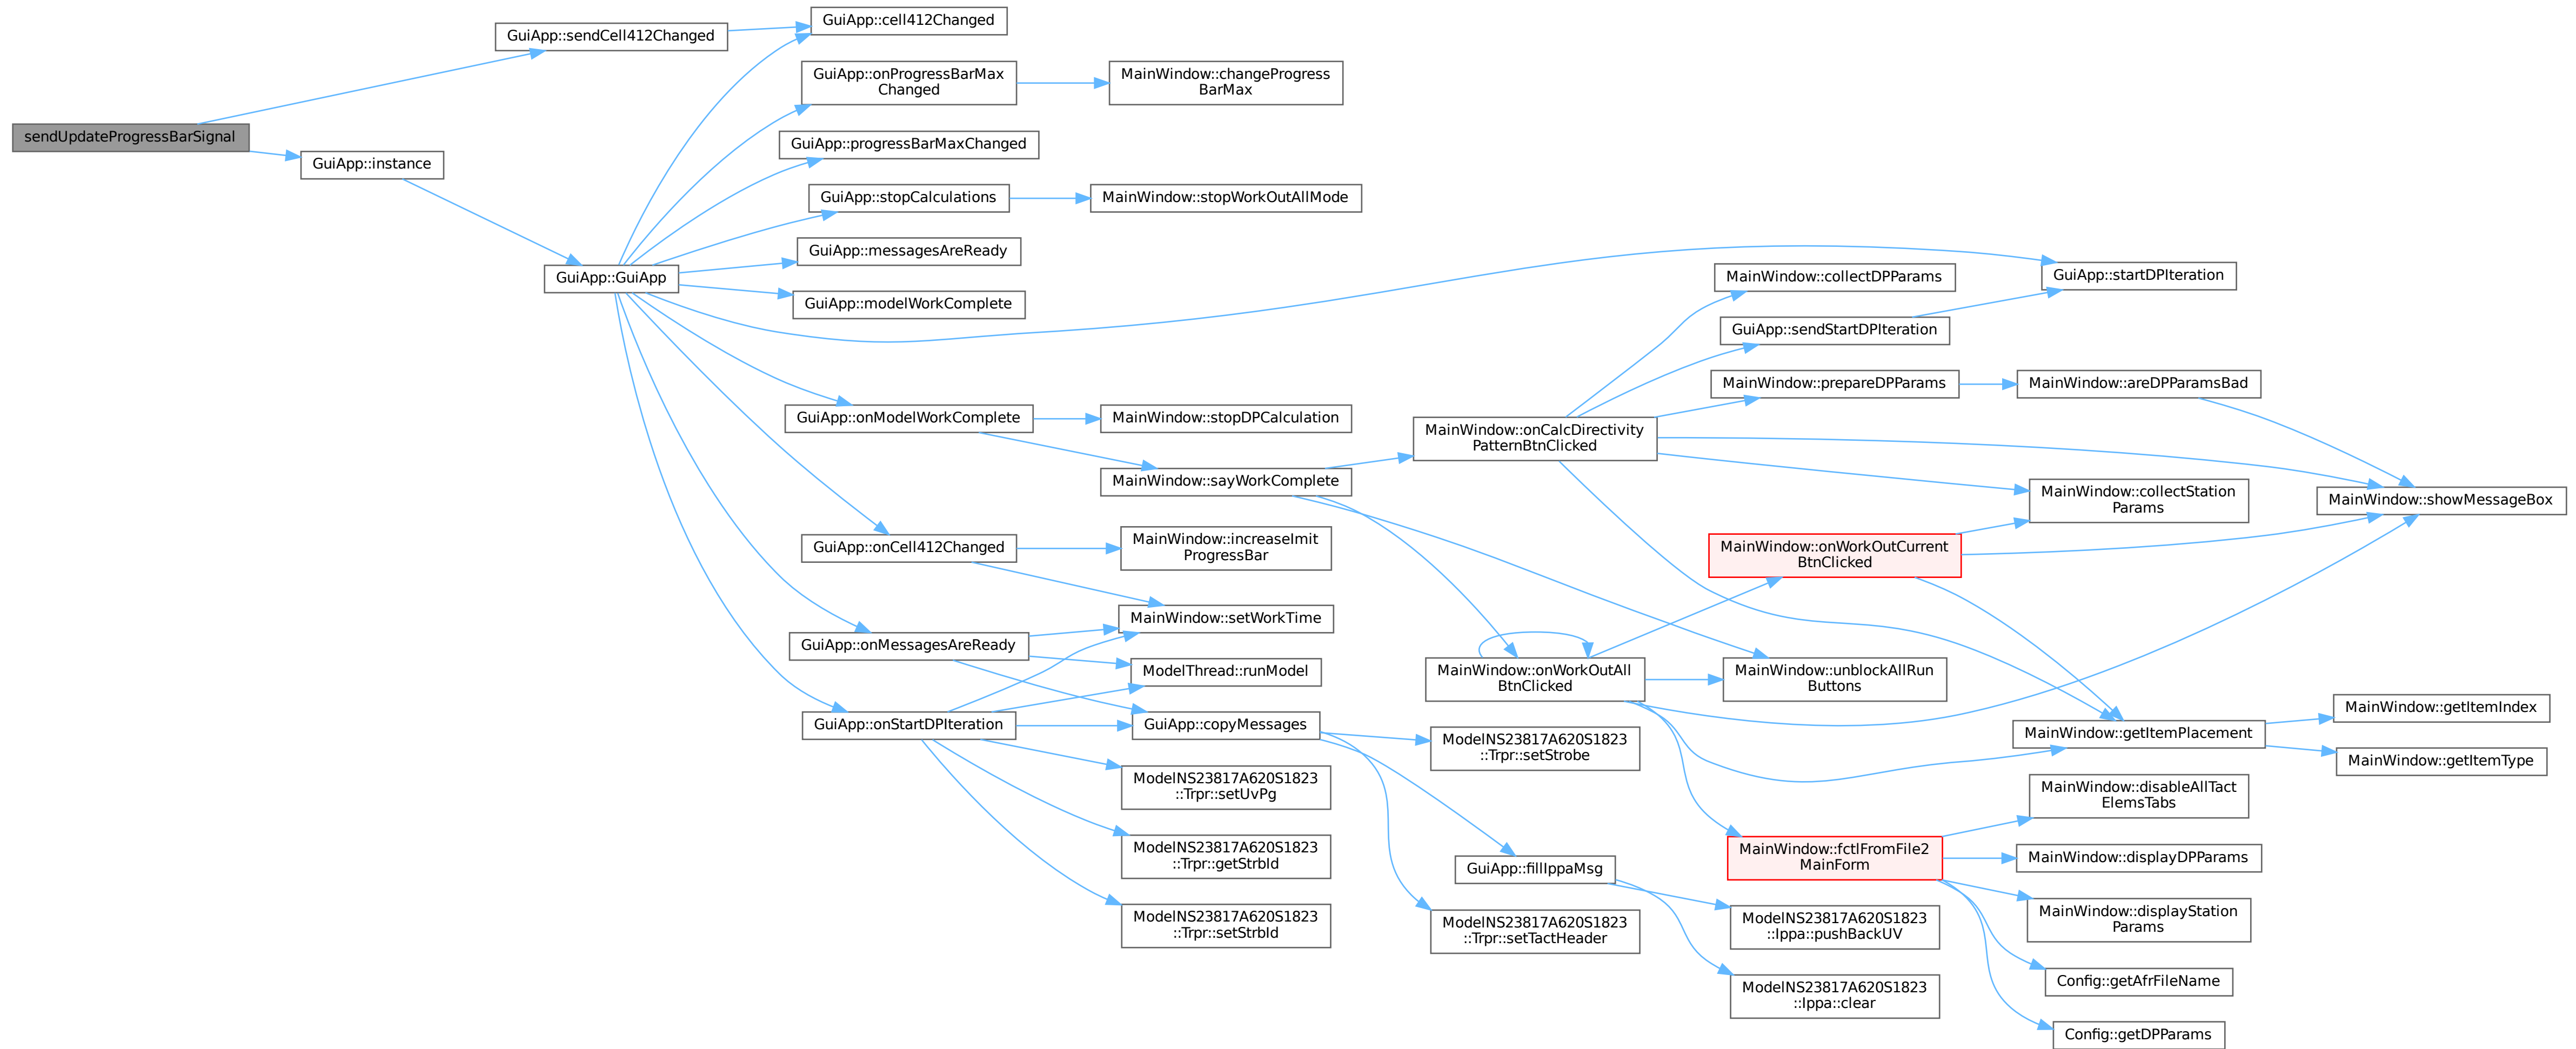 sendUpdateProgressBarSignal
GuiApp::sendCell412Changed
GuiApp::instance
GuiApp::GuiApp
GuiApp::cell412Changed
GuiApp::onProgressBarMax
Changed
GuiApp::progressBarMaxChanged
GuiApp::stopCalculations
GuiApp::messagesAreReady
GuiApp::modelWorkComplete
GuiApp::onModelWorkComplete
GuiApp::onCell412Changed
GuiApp::onMessagesAreReady
GuiApp::onStartDPIteration
MainWindow::changeProgress
BarMax
MainWindow::stopWorkOutAllMode
MainWindow::stopDPCalculation
MainWindow::sayWorkComplete
MainWindow::increaseImit
ProgressBar
MainWindow::setWorkTime
ModelThread::runModel
GuiApp::copyMessages
ModelNS23817A620S1823
::Trpr::setUvPg
ModelNS23817A620S1823
::Trpr::getStrbId
ModelNS23817A620S1823
::Trpr::setStrbId
MainWindow::onCalcDirectivity
PatternBtnClicked
MainWindow::onWorkOutAll
BtnClicked
ModelNS23817A620S1823
::Trpr::setStrobe
GuiApp::fillIppaMsg
ModelNS23817A620S1823
::Trpr::setTactHeader
MainWindow::collectDPParams
GuiApp::sendStartDPIteration
MainWindow::prepareDPParams
MainWindow::onWorkOutCurrent
BtnClicked
MainWindow::unblockAllRun
Buttons
MainWindow::fctlFromFile2
MainForm
ModelNS23817A620S1823
::Ippa::pushBackUV
ModelNS23817A620S1823
::Ippa::clear
GuiApp::startDPIteration
MainWindow::areDPParamsBad
MainWindow::collectStation
Params
MainWindow::getItemPlacement
MainWindow::disableAllTact
ElemsTabs
MainWindow::displayDPParams
MainWindow::displayStation
Params
Config::getAfrFileName
Config::getDPParams
MainWindow::showMessageBox
MainWindow::getItemIndex
MainWindow::getItemType